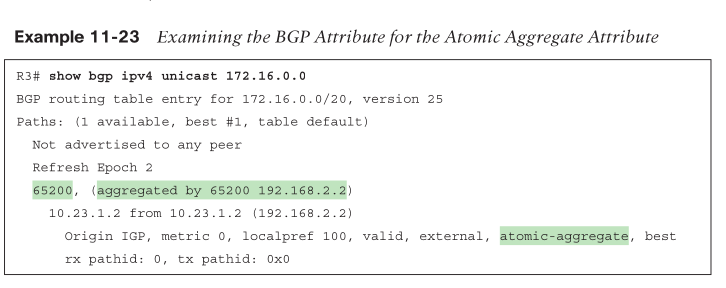 Example 11-23 Examining the BGP Attribute for the Atomic Aggregate Attribute
R3# show bgp ipv4 unicast 172.16.0.0
BGP routing table entry for 172.16.0.0/20, version 25
Paths: (1 available, best #1, table default)
Not advertised to any peer
Refresh Epoch 2
65200, (aggregated by 65200 192.168.2.2)
10.23.1.2 from 10.23.1.2 (192.168.2.2)
Origin IGP, metric 0, localpref 100, valid, external, atomic-aggregate, best
rx pathid: 0, tx pathid: 0x0